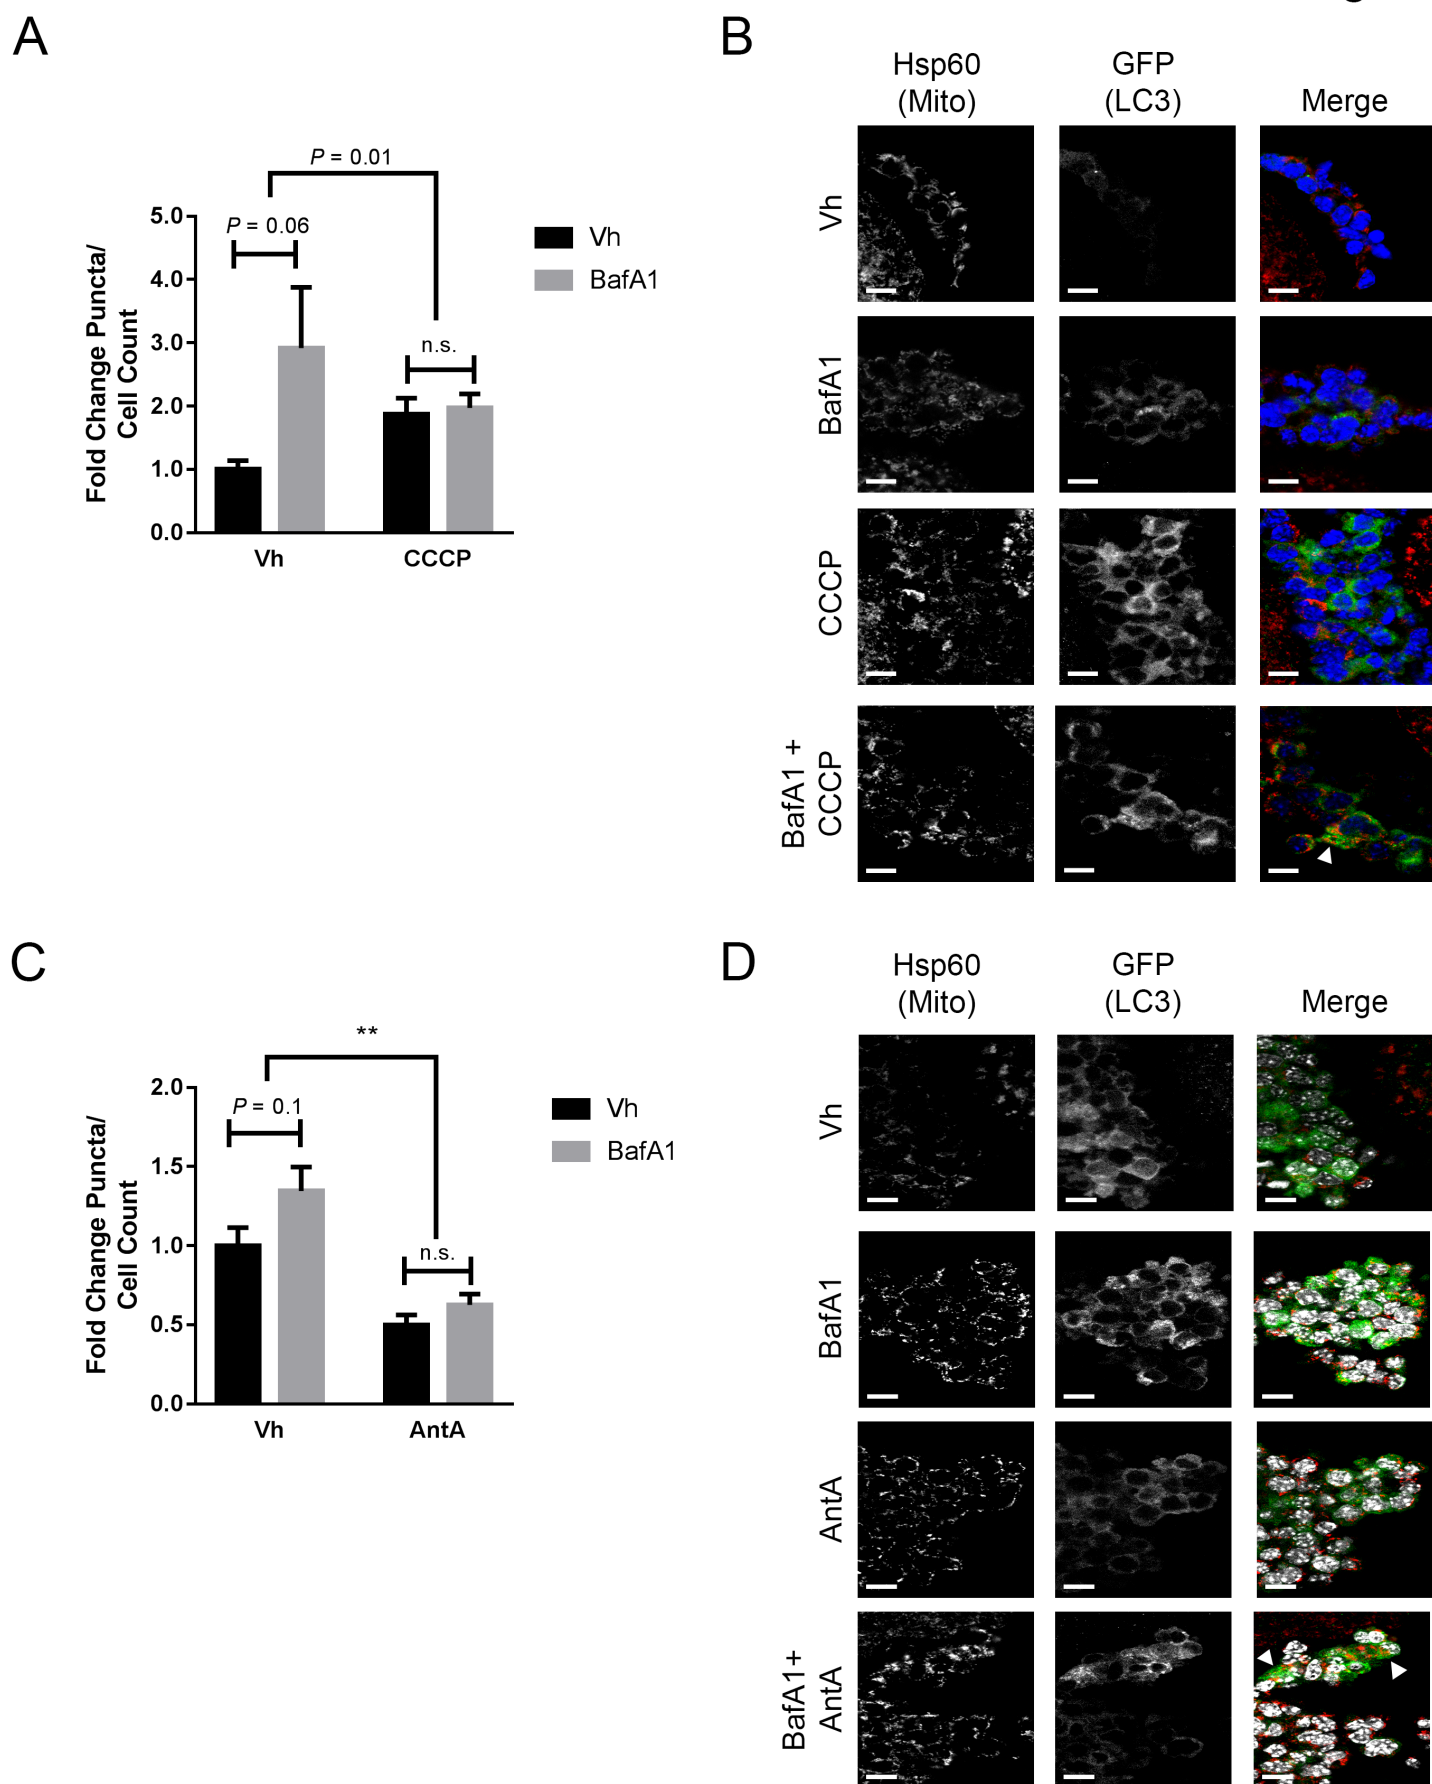 A
P = 0.01
P = 0.06
n.s.
5.0
4.0
3.0
2.0
1.0
0.0
Fold Change Puncta/
Cell Count
Vh
CCCP
Vh
BafA1
B
Hsp60
(Mito)
GFP
(LC3)
Merge
Vh
BafA1
CCCP
BafA1 +
CCCP
C
**
P = 0.1
n.s.
2.0
1.5
1.0
0.5
0.0
Fold Change Puncta/
Cell Count
Vh
AntA
Vh
BafA1
D
Hsp60
(Mito)
GFP
(LC3)
Merge
Vh
BafA1
AntA
BafA1+
AntA